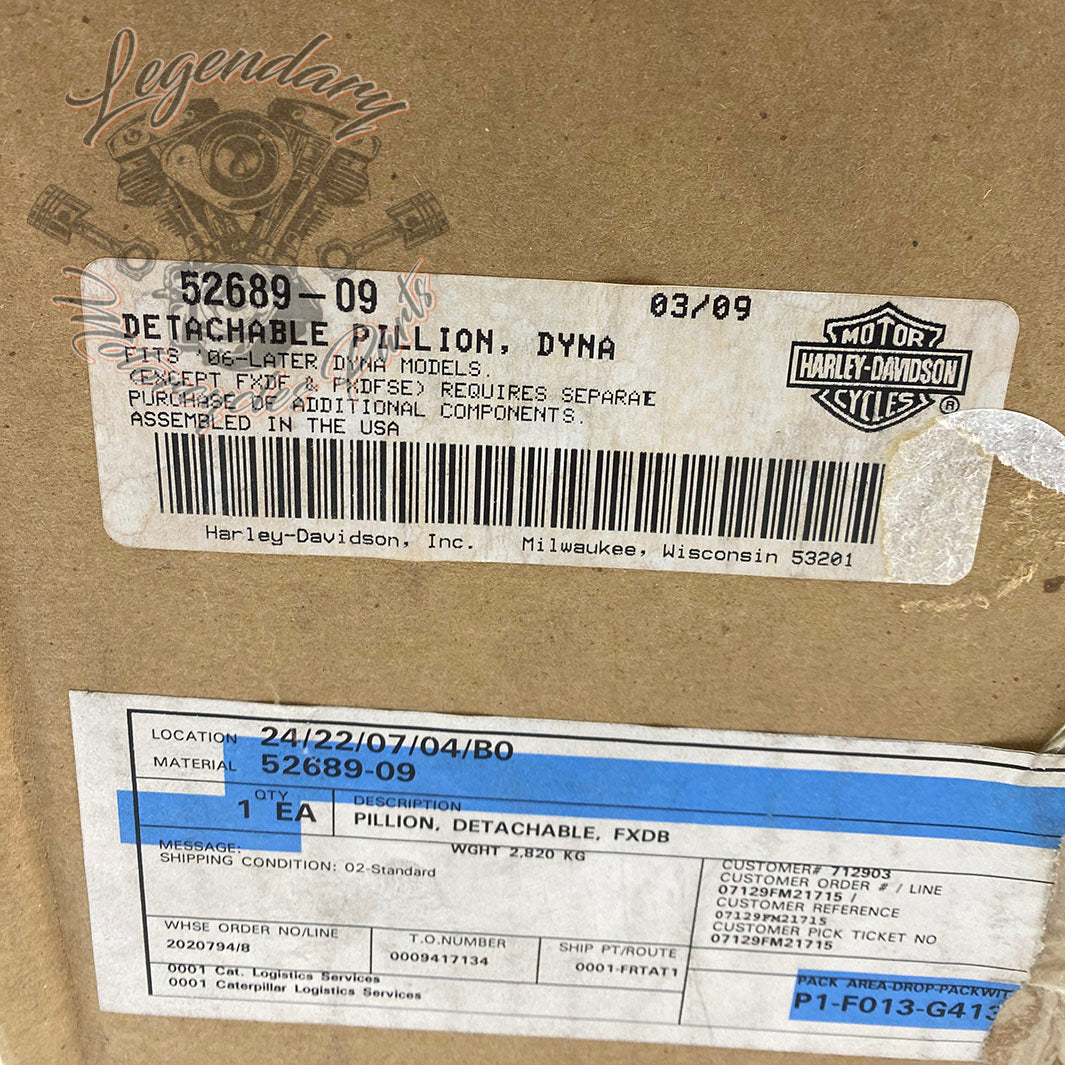 Legendary
52689-09
03/09
DETACHABLE PILLION, DYNA
FITS '06-LATER DYNA MODELS.
(EXCEPT FXDF & FXDFSE) REQUIRES SEPARATE
PURCHASE OF ADDITIONAL COMPONENTS.
ASSEMBLED IN THE USA
MOTOR
HARLEY-DAVIDSON
CYCLES
®
Harley-Davidson, Inc. Milwaukee, Wisconsin 53201
LOCATION 24/22/07/04/B0
MATERIAL 52689-09
QTY
1 EA
DESCRIPTION
PILLION, DETACHABLE, FXDB
WGHT 2,820 KG
MESSAGE:
SHIPPING CONDITION: 02-Standard
CUSTOMER# 712903
CUSTOMER ORDER # / LINE
07129FM21715 /
CUSTOMER REFERENCE
07129FM21715
CUSTOMER PICK TICKET NO
07129FM21715
WHSE ORDER NO/LINE
2020794/8
T.O.NUMBER
0009417134
SHIP PT/ROUTE
0001-FRTAT1
0001 Cat. Logistics Services
0001 Caterpillar Logistics Services
PACK AREA-DROP-PACKWIT
P1-F013-G413